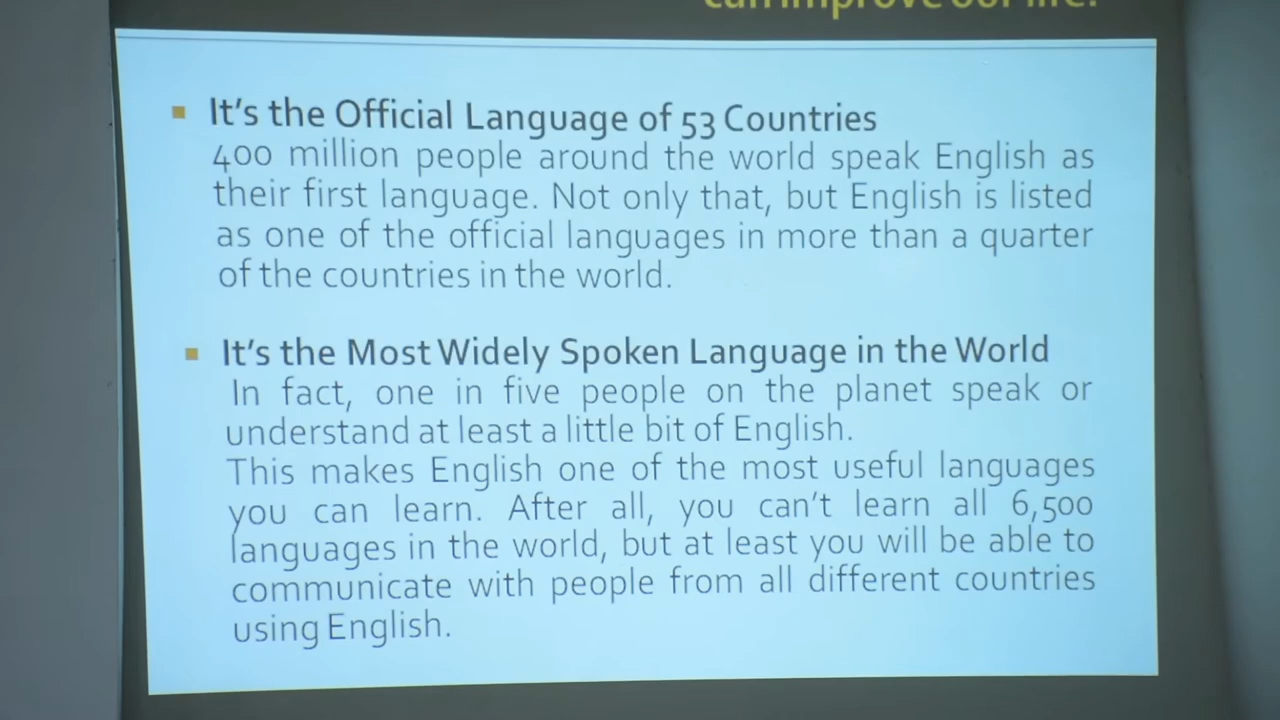 can improve our life.
▪ It's the Official Language of 53 Countries
400 million people around the world speak English as
their first language. Not only that, but English is listed
as one of the official languages in more than a quarter
of the countries in the world.
▪ It's the Most Widely Spoken Language in the World
In fact, one in five people on the planet speak or
understand at least a little bit of English.
This makes English one of the most useful languages
you can learn. After all, you can't learn all 6,500
languages in the world, but at least you will be able to
communicate with people from all different countries
using English.